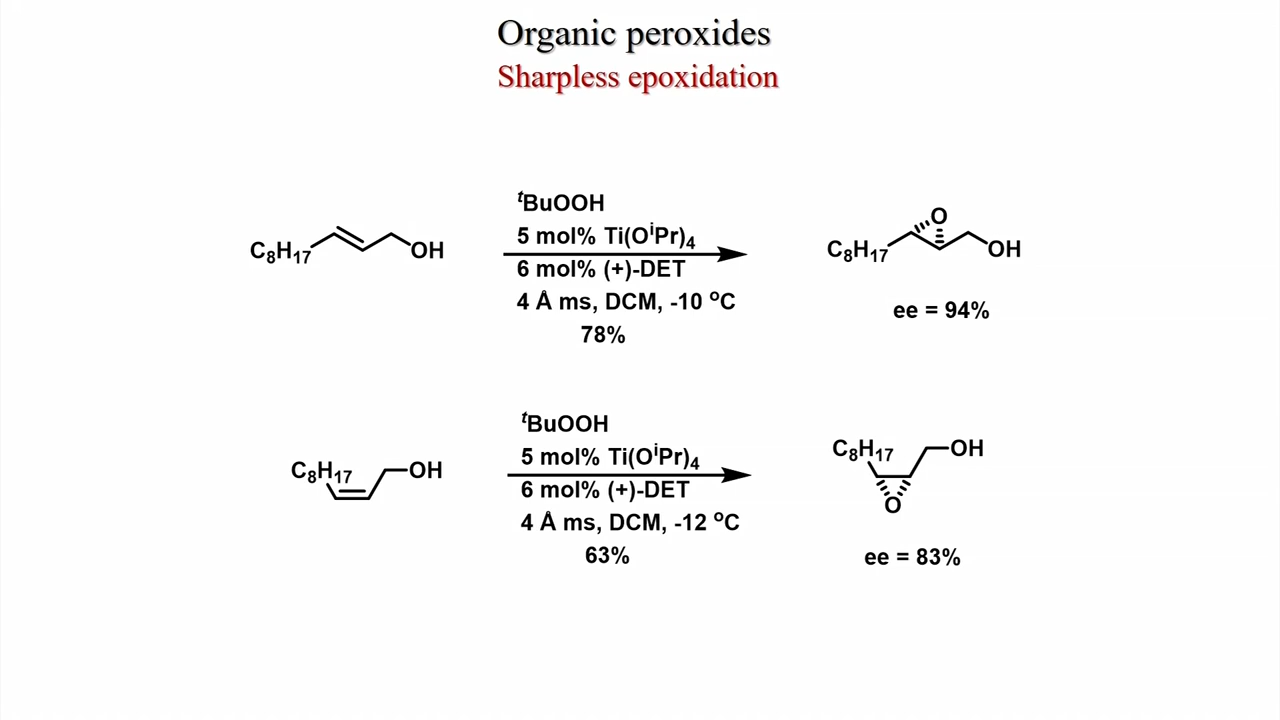 Organic peroxides
Sharpless epoxidation
ᵗBuOOH
5 mol% Ti(OⁱPr)₄
C₈H₁₇ OH
6 mol% (+)-DET
4 Å ms, DCM, -10 ºC
78%
O
C₈H₁₇ OH
ee = 94%
ᵗBuOOH
5 mol% Ti(OⁱPr)₄
C₈H₁₇ OH
6 mol% (+)-DET
4 Å ms, DCM, -12 ºC
63%
C₈H₁₇ OH
O
ee = 83%